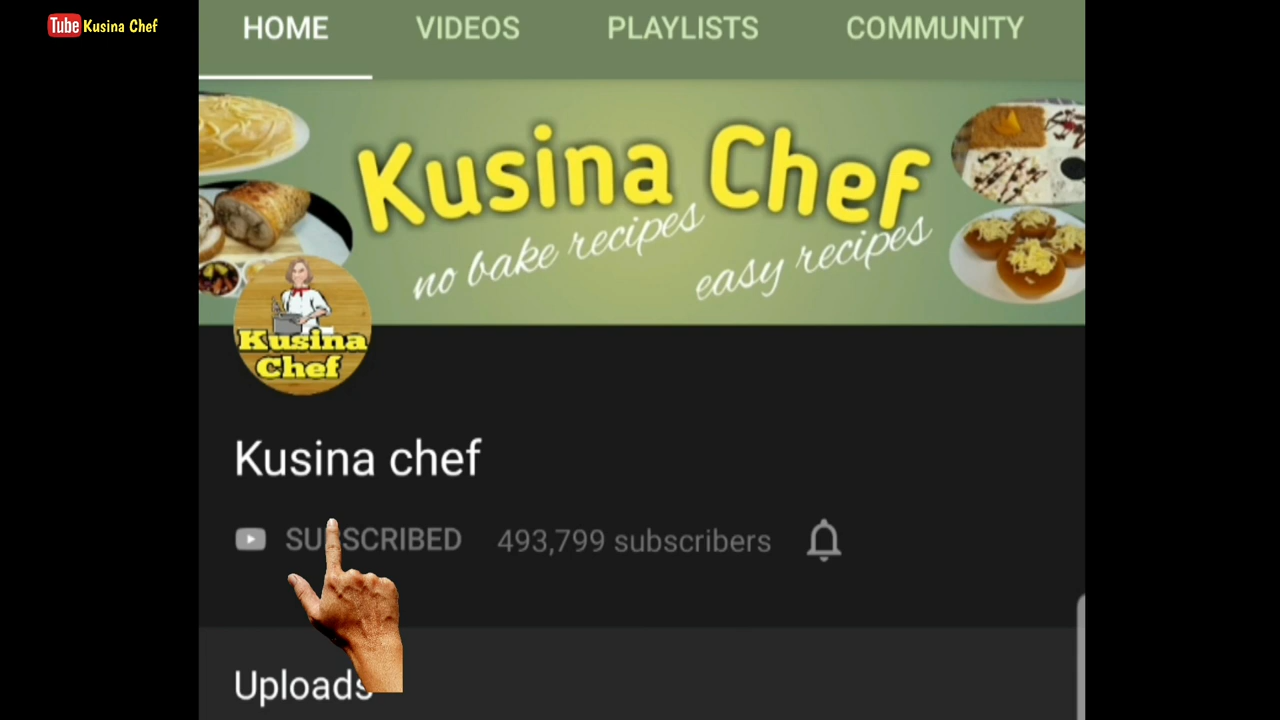 Tube Kusina Chef
HOME VIDEOS PLAYLISTS COMMUNITY
Kusina Chef
no bake recipes
easy recipes
Kusina
Chef
Kusina chef
SUBSCRIBED 493,799 subscribers
Uploads